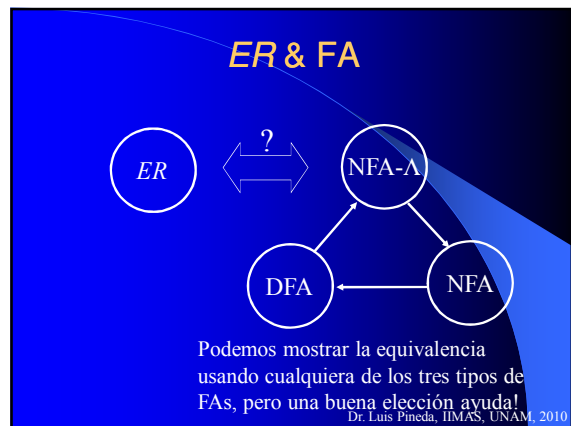 ER & FA
?
ER
NFA-Λ
DFA
NFA
Podemos mostrar la equivalencia
usando cualquiera de los tres tipos de
FAs, pero una buena elección ayuda!
Dr. Luis Pineda, IIMAS, UNAM, 2010